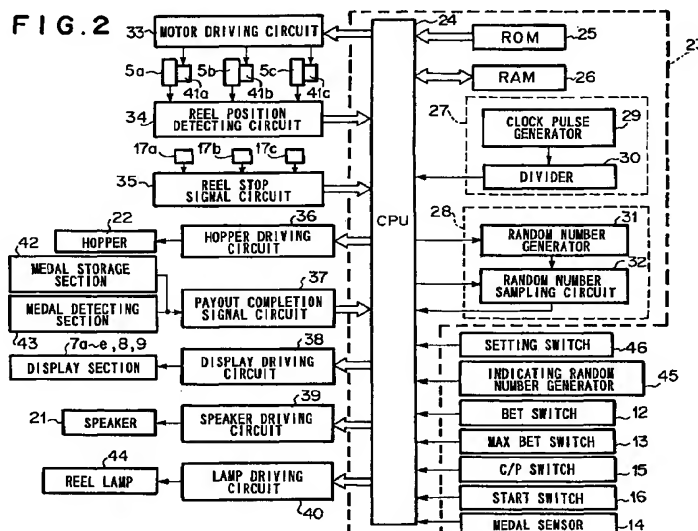 FIG.2
33
MOTOR DRIVING CIRCUIT
24
ROM
25
23
5a
5b
5c
RAM
26
41a
41b
41c
27
34
REEL POSITION
DETECTING CIRCUIT
CLOCK PULSE
GENERATOR
29
17a
17b
17c
30
DIVIDER
35
REEL STOP
SIGNAL CIRCUIT
CPU
28
31
22
36
HOPPER
HOPPER DRIVING
CIRCUIT
RANDOM NUMBER
GENERATOR
32
42
MEDAL STORAGE
SECTION
37
RANDOM NUMBER
SAMPLING CIRCUIT
MEDAL DETECTING
SECTION
PAYOUT COMPLETION
SIGNAL CIRCUIT
43
7a~e,8,9
38
SETTING SWITCH
46
DISPLAY SECTION
DISPLAY DRIVING
CIRCUIT
INDICATING RANDOM
NUMBER GENERATOR
45
39
BET SWITCH
12
21
SPEAKER
SPEAKER DRIVING
CIRCUIT
MAX BET SWITCH
13
44
C/P SWITCH
15
REEL LAMP
LAMP DRIVING
CIRCUIT
START SWITCH
16
40
MEDAL SENSOR
14